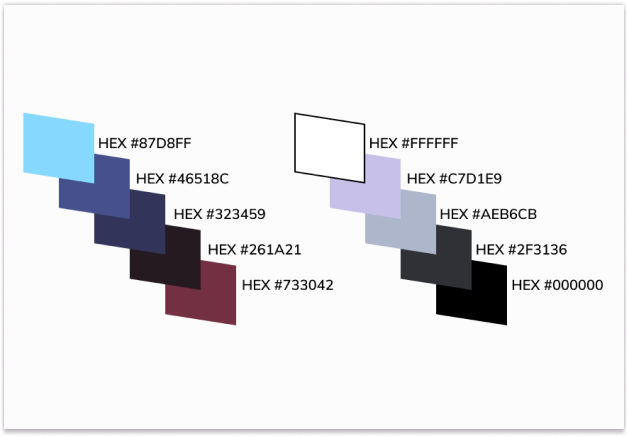 HEX #87D8FF
HEX #46518C
HEX #323459
HEX #261A21
HEX #733042
HEX #FFFFFF
HEX #C7D1E9
HEX #AEB6CB
HEX #2F3136
HEX #000000